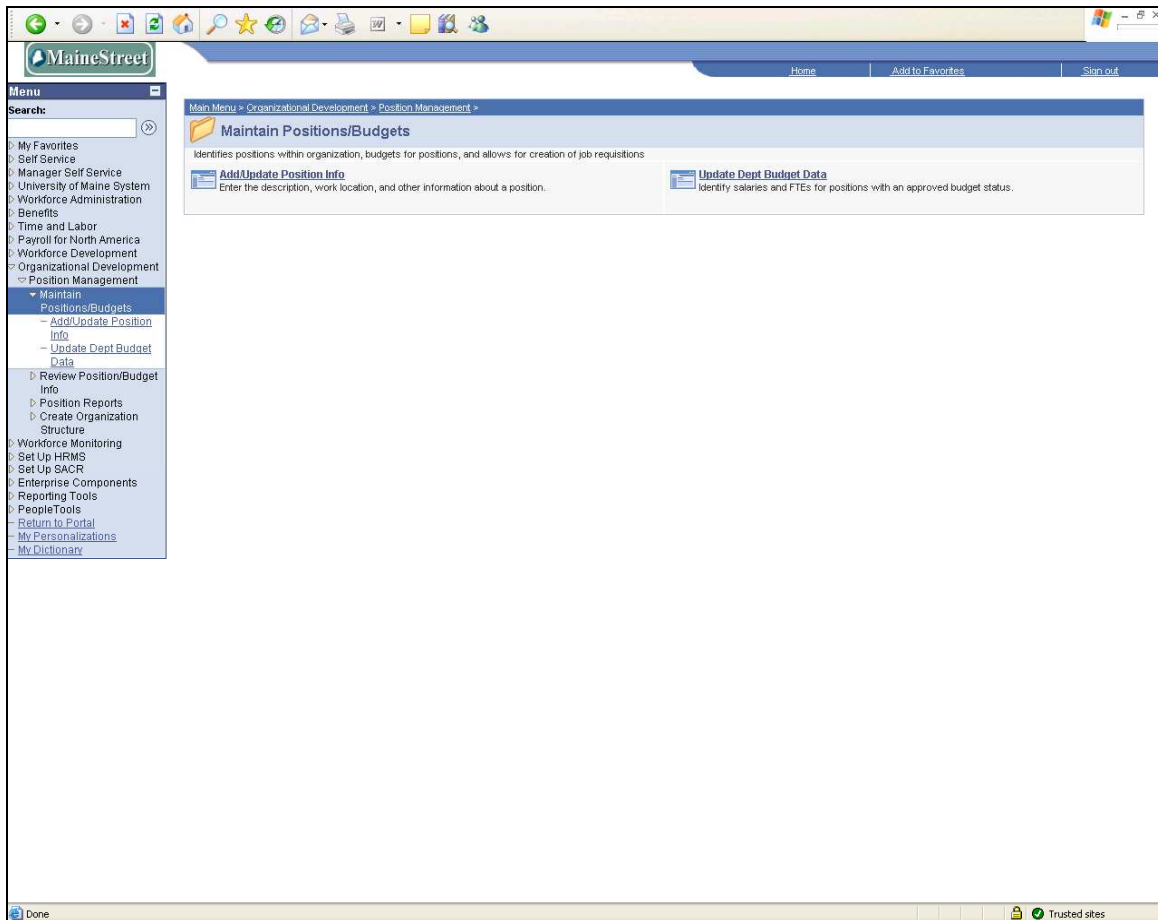 MaineStreet
Home
Add to Favorites
Sign out
Menu
Search:
My Favorites
Self Service
Manager Self Service
University of Maine System
Workforce Administration
Benefits
Time and Labor
Payroll for North America
Workforce Development
Organizational Development
Position Management
Maintain
Positions/Budgets
Add/Update Position
Info
Update Dept Budget
Data
Review Position/Budget
Info
Position Reports
Create Organization
Structure
Workforce Monitoring
Set Up HRMS
Set Up SACR
Enterprise Components
Reporting Tools
PeopleTools
Return to Portal
My Personalizations
My Dictionary
Main Menu > Organizational Development > Position Management >
Maintain Positions/Budgets
Identifies positions within organization, budgets for positions, and allows for creation of job requisitions
Add/Update Position Info
Enter the description, work location, and other information about a position.
Update Dept Budget Data
Identify salaries and FTEs for positions with an approved budget status.
Done
Trusted sites